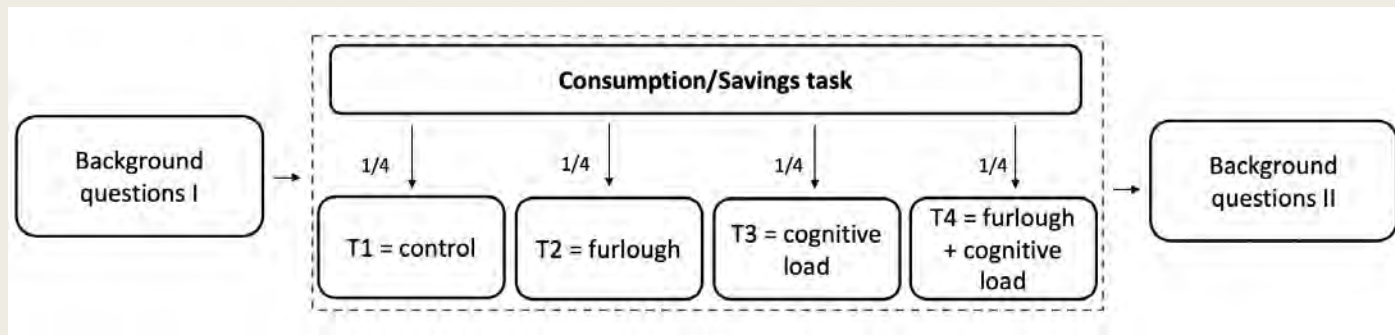 Consumption/Savings task
Background
questions I
1/4
1/4
1/4
1/4
T1 = control
T2 = furlough
T3 = cognitive
load
T4 = furlough
+ cognitive
load
Background
questions II